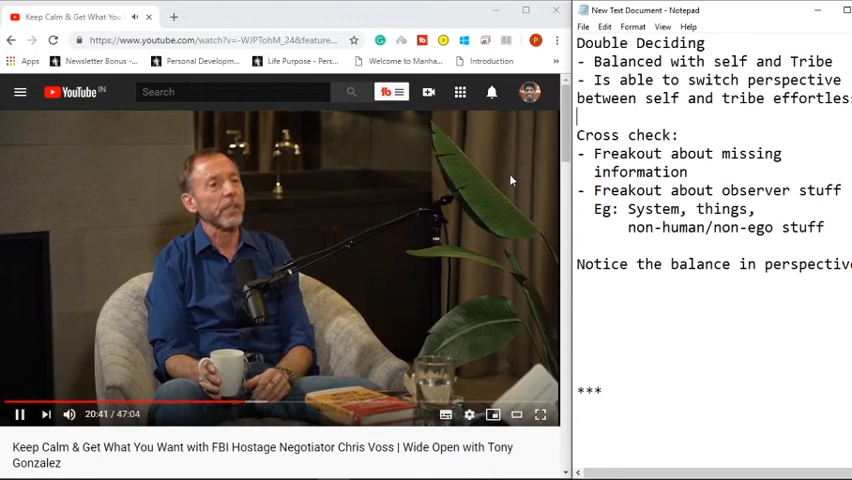 Keep Calm & Get What You Want
New Text Document - Notepad
https://www.youtube.com/watch?v=-WJPTohM_24&feature...
File Edit Format View Help
Apps Newsletter Bonus -... Personal Develop... Life Purpose - Pers... Welcome to Manha... Introduction
YouTube IN
Search
Double Deciding
- Balanced with self and Tribe
- Is able to switch perspective
between self and tribe effortles
Cross check:
- Freakout about missing
information
- Freakout about observer stuff
Eg: System, things,
non-human/non-ego stuff
Notice the balance in perspectiv
***
20:41 / 47:04
Keep Calm & Get What You Want with FBI Hostage Negotiator Chris Voss | Wide Open with Tony
Gonzalez